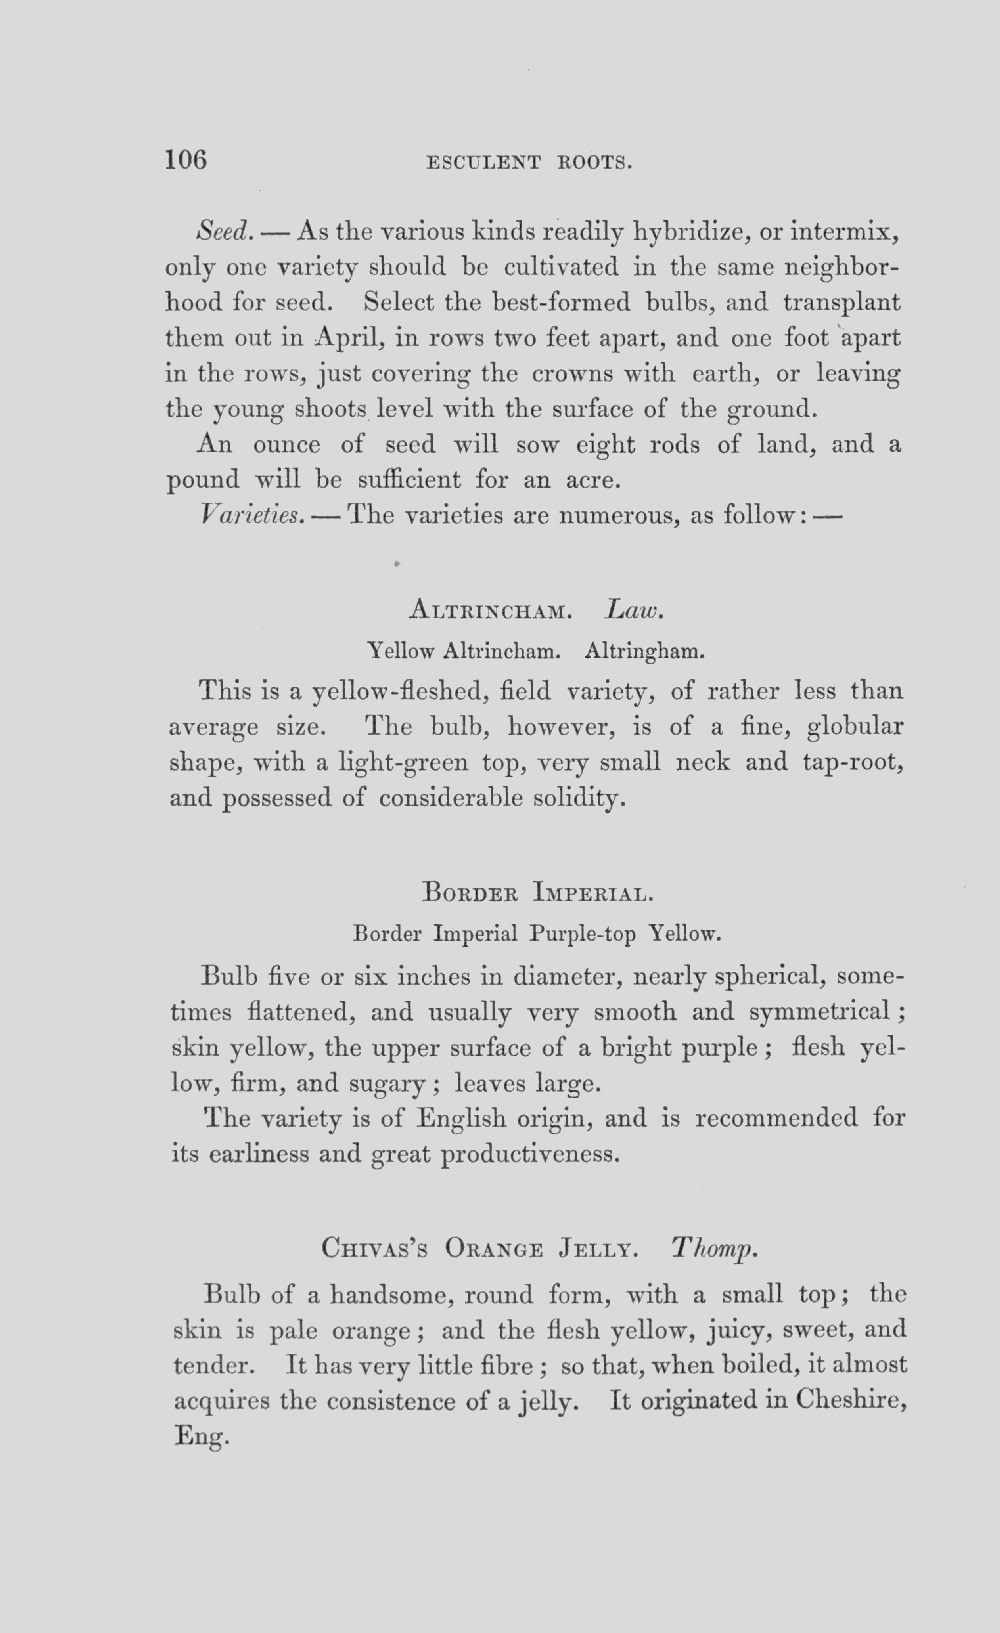 106 ESCULENT ROOTS.
Seed. — As the various kinds readily hybridize, or intermix,
only one variety should be cultivated in the same neighbor-
hood for seed. Select the best-formed bulbs, and transplant
them out in April, in rows two feet apart, and one foot apart
in the rows, just covering the crowns with earth, or leaving
the young shoots level with the surface of the ground.
An ounce of seed will sow eight rods of land, and a
pound will be sufficient for an acre.
Varieties. — The varieties are numerous, as follow: —
ALTRINCHAM. Law.
Yellow Altrincham. Altringham.
This is a yellow-fleshed, field variety, of rather less than
average size. The bulb, however, is of a fine, globular
shape, with a light-green top, very small neck and tap-root,
and possessed of considerable solidity.
BORDER IMPERIAL.
Border Imperial Purple-top Yellow.
Bulb five or six inches in diameter, nearly spherical, some-
times flattened, and usually very smooth and symmetrical;
skin yellow, the upper surface of a bright purple; flesh yel-
low, firm, and sugary; leaves large.
The variety is of English origin, and is recommended for
its earliness and great productiveness.
CHIVAS'S ORANGE JELLY. Thomp.
Bulb of a handsome, round form, with a small top; the
skin is pale orange; and the flesh yellow, juicy, sweet, and
tender. It has very little fibre; so that, when boiled, it almost
acquires the consistence of a jelly. It originated in Cheshire,
Eng.